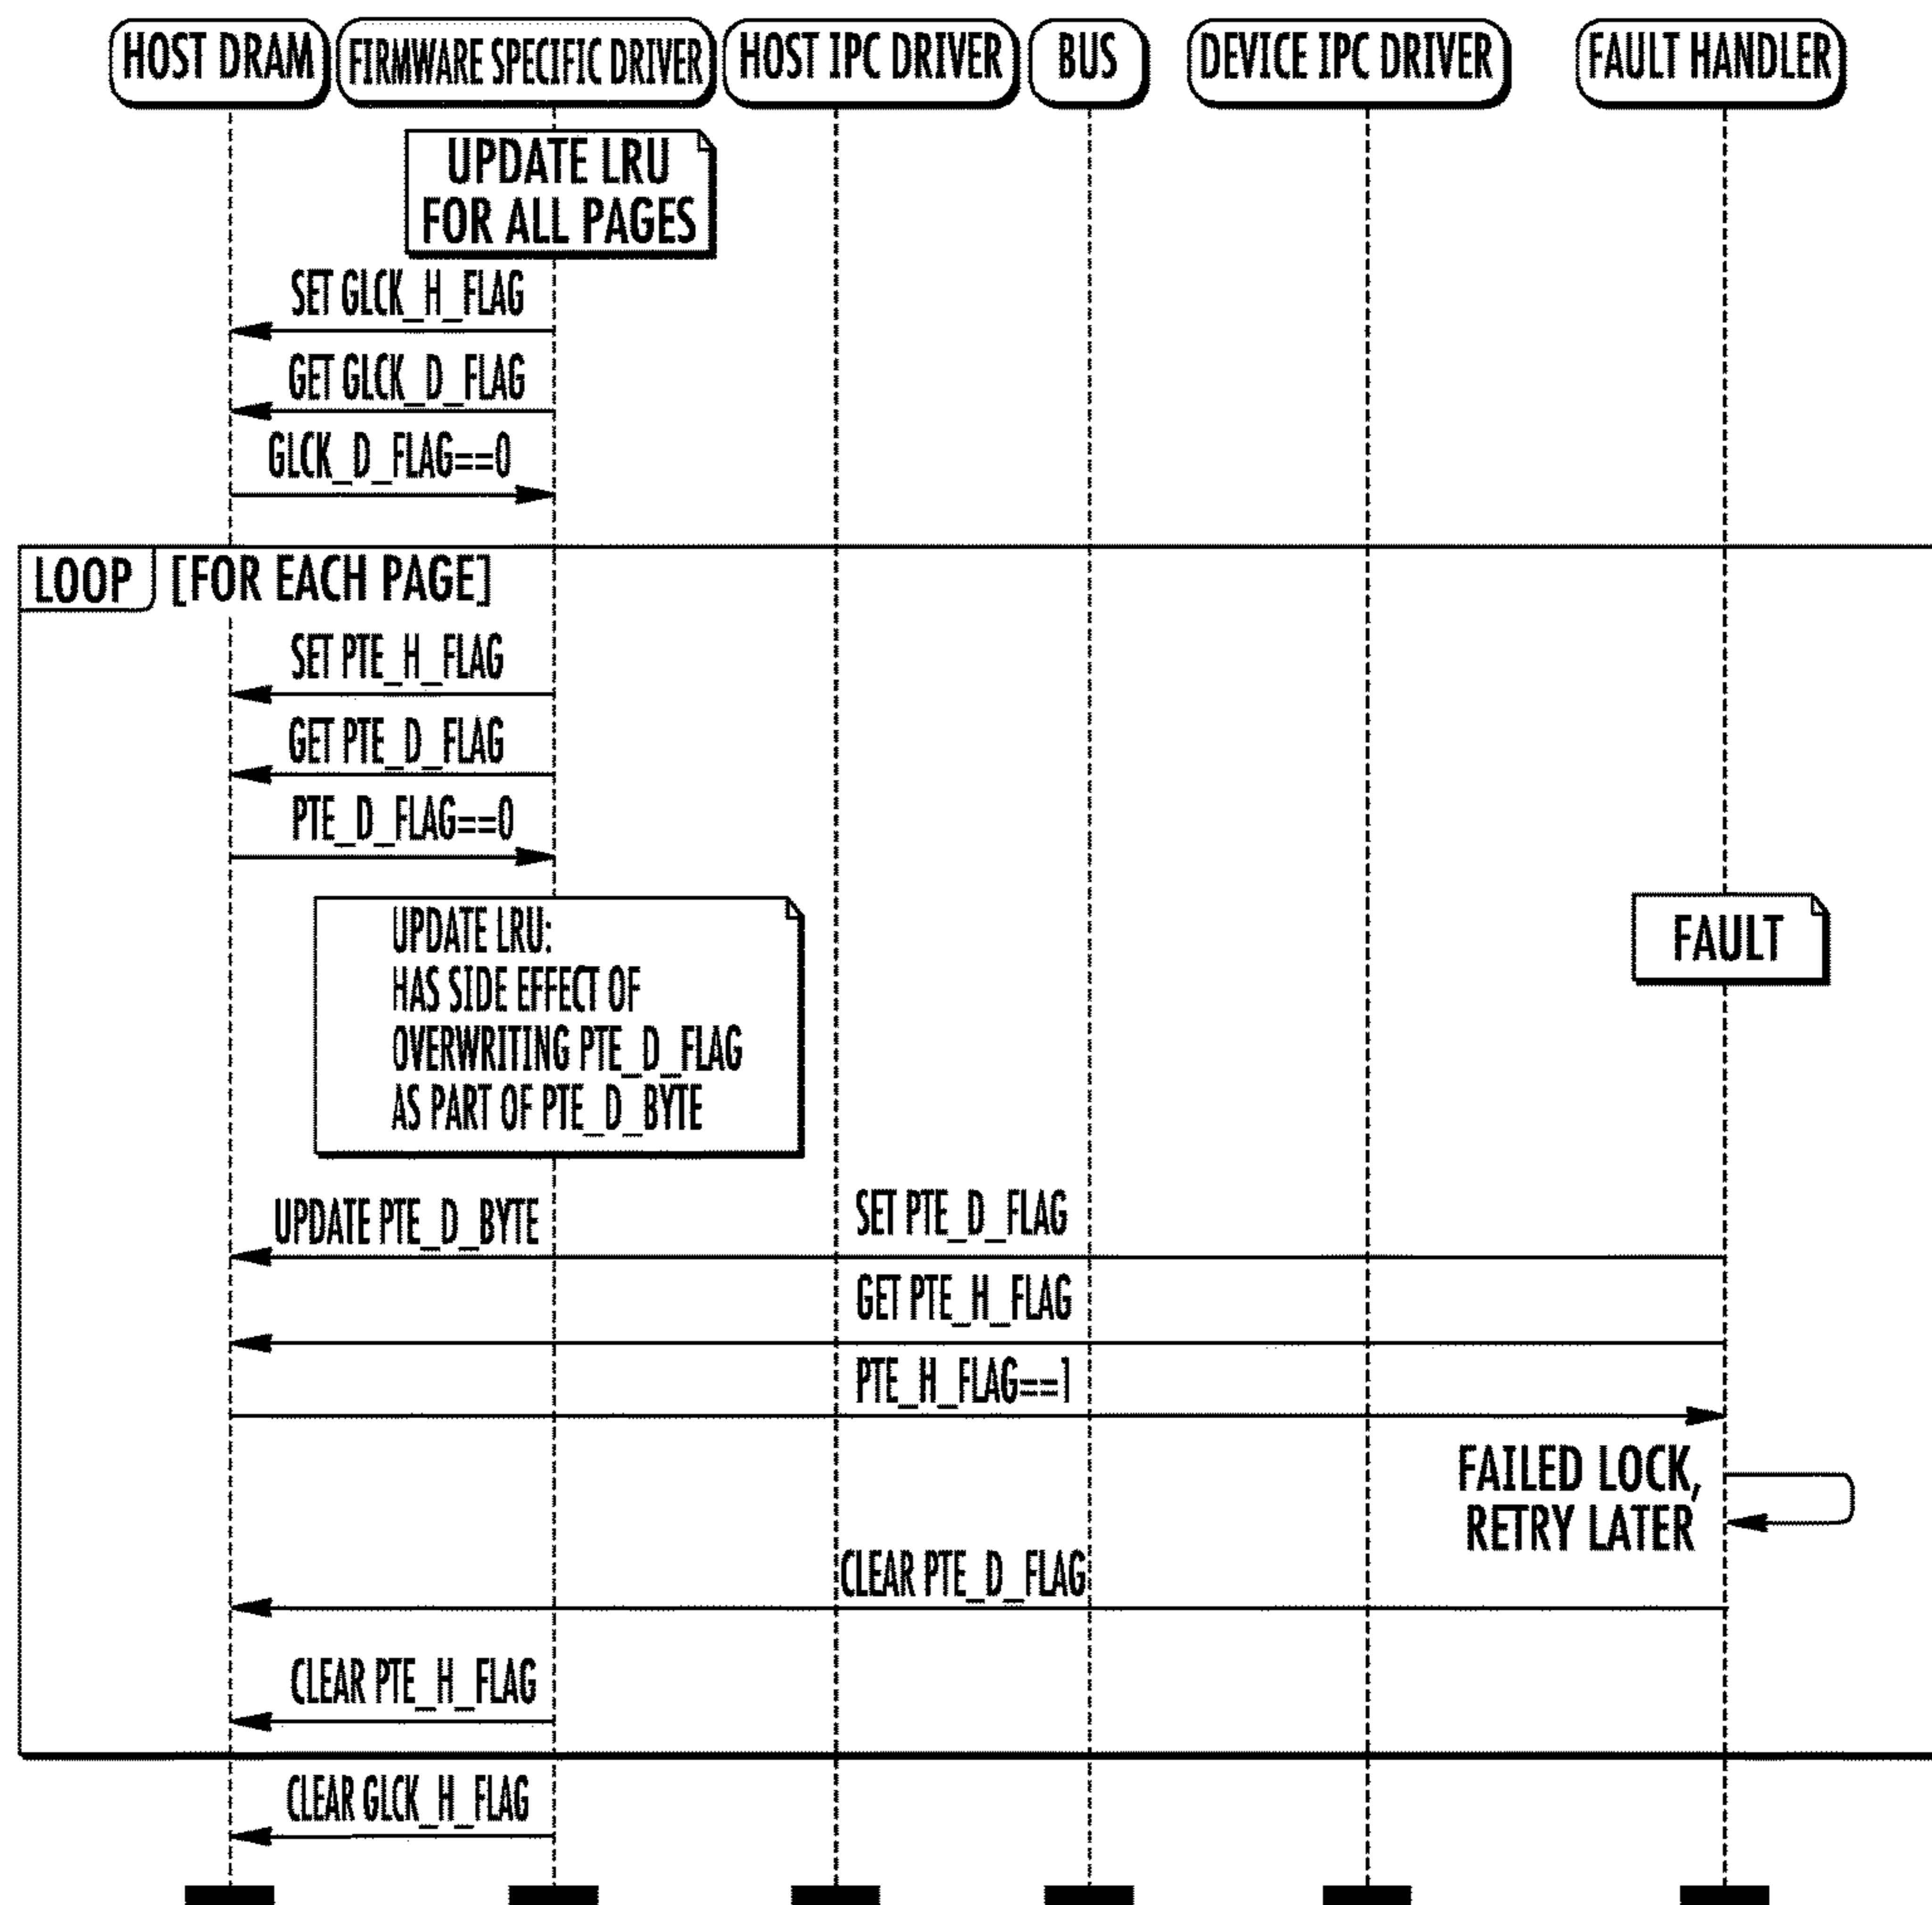 HOST DRAM
FIRMWARE SPECIFIC DRIVER
HOST IPC DRIVER
BUS
DEVICE IPC DRIVER
FAULT HANDLER
UPDATE LRU
FOR ALL PAGES
SET GLCK_H_FLAG
GET GLCK_D_FLAG
GLCK_D_FLAG==0
LOOP
[FOR EACH PAGE]
SET PTE_H_FLAG
GET PTE_D_FLAG
PTE_D_FLAG==0
UPDATE LRU:
HAS SIDE EFFECT OF
OVERWRITING PTE_D_FLAG
AS PART OF PTE_D_BYTE
FAULT
UPDATE PTE_D_BYTE
SET PTE_D_FLAG
GET PTE_H_FLAG
PTE_H_FLAG==1
FAILED LOCK,
RETRY LATER
CLEAR PTE_D_FLAG
CLEAR PTE_H_FLAG
CLEAR GLCK_H_FLAG